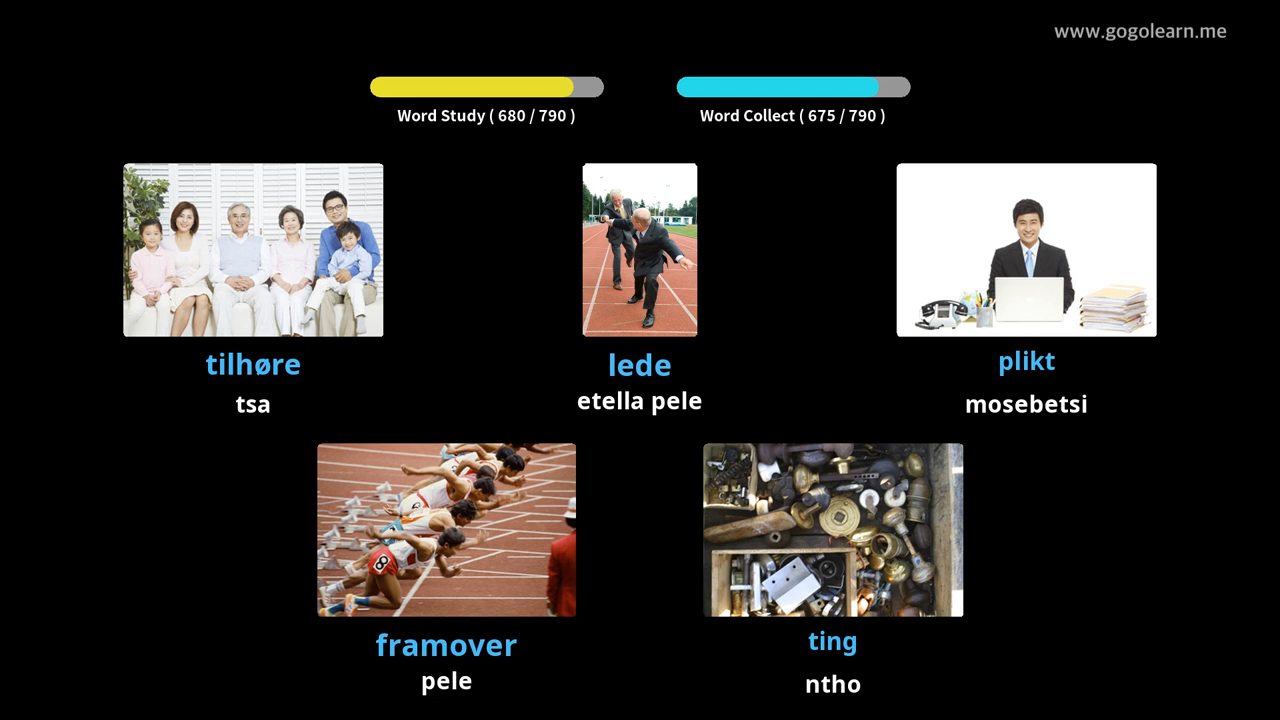 www.gogolearn.me
Word Study ( 680 / 790 )
Word Collect ( 675 / 790 )
tilhøre
tsa
lede
etella pele
plikt
mosebetsi
8
framover
pele
ting
ntho